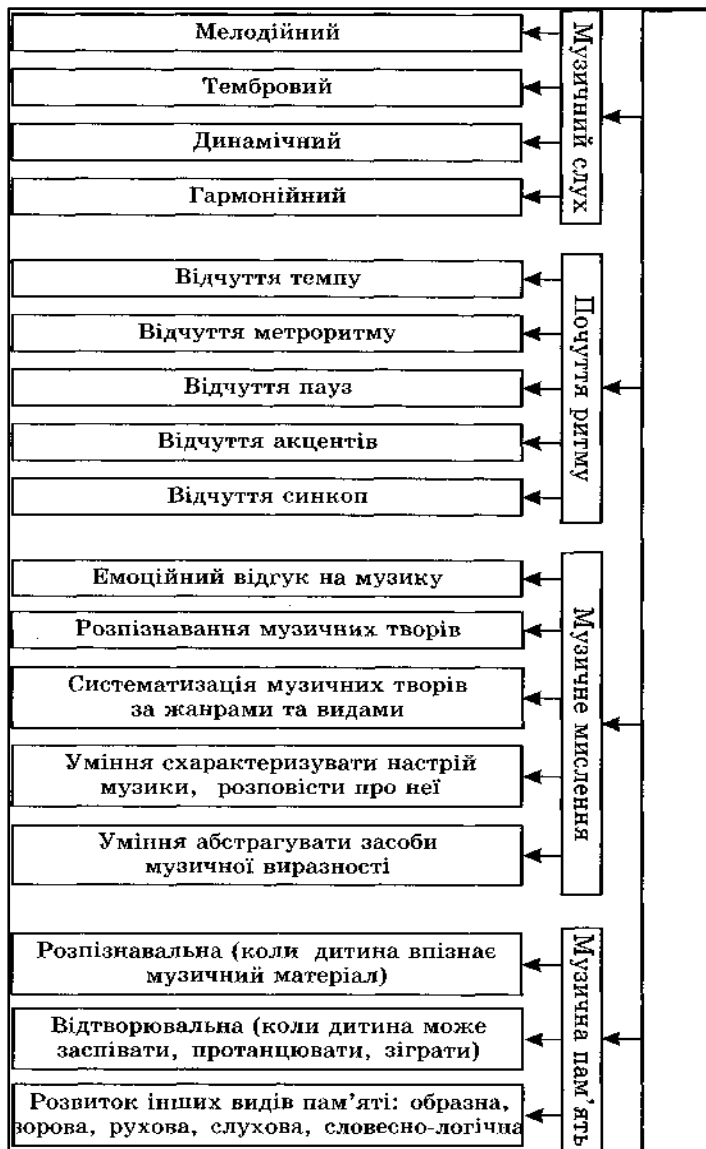 Мелодійний
Тембровий
Динамічний
Гармонійний
Музичний слух
Відчуття темпу
Відчуття метроритму
Відчуття пауз
Відчуття акцентів
Відчуття синкоп
Почуття ритму
Емоційний відгук на музику
Розпізнавання музичних творів
Систематизація музичних творів
за жанрами та видами
Уміння схарактеризувати настрій
музики, розповісти про неї
Уміння абстрагувати засоби
музичної виразності
Музичне мислення
Розпізнавальна (коли дитина впізнає
музичний матеріал)
Відтворювальна (коли дитина може
заспівати, протанцювати, зіграти)
Розвиток інших видів пам’яті: образна,
зорова, рухова, слухова, словесно-логічна
Музична пам’ять